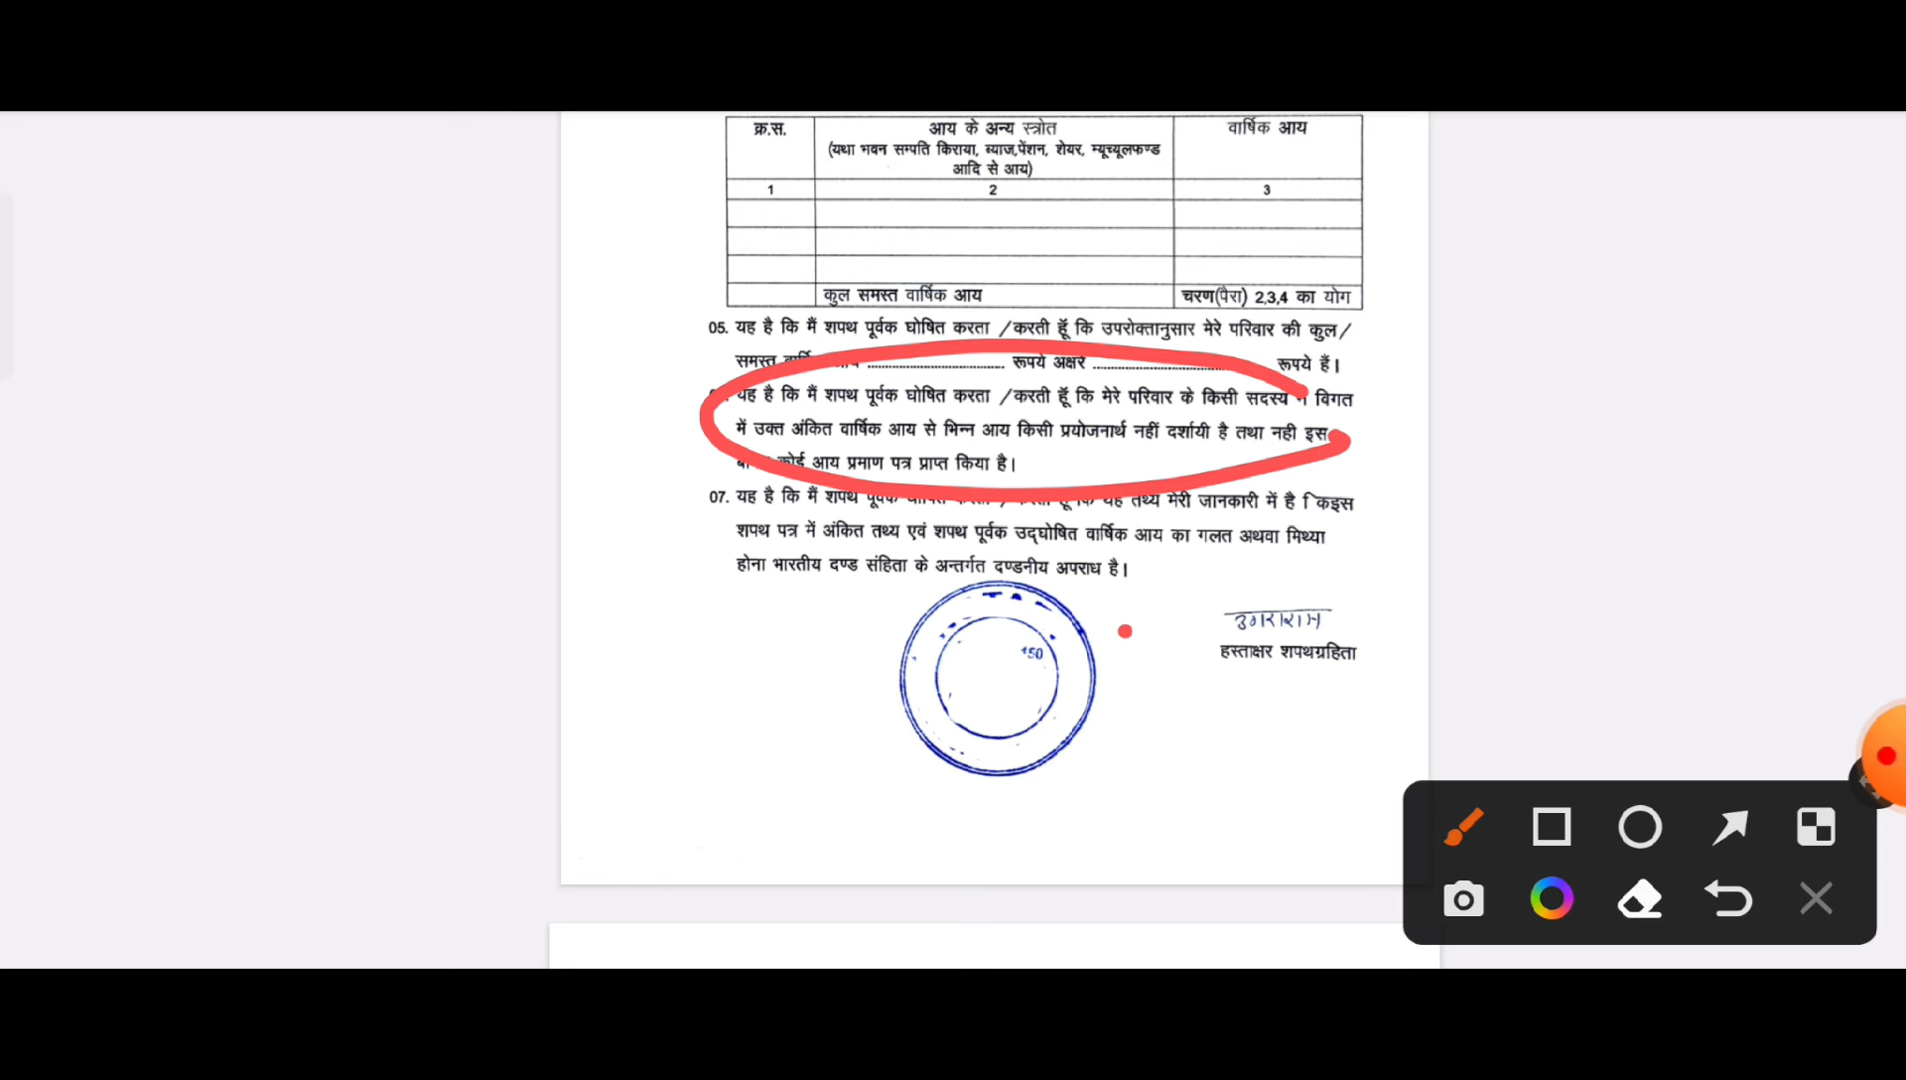 क्र.स. आय के अन्य स्त्रोत वार्षिक आय
(यथा भवन सम्पति किराया, ब्याज,पेंशन, शेयर, म्यूच्यूलफण्ड
आदि से आय)
1 2 3
कुल समस्त वार्षिक आय चरण(पैरा) 2,3,4 का योग
05. यह है कि मैं शपथ पूर्वक घोषित करता /करती हूॅ कि उपरोक्तानुसार मेरे परिवार की कुल/
समस्त ........................... रूपये अक्षरे ........................... रूपये हैं।
यह है कि मैं शपथ पूर्वक घोषित करता /करती हूॅ कि मेरे परिवार के किसी सदस्य विगत
में उक्त अंकित वार्षिक आय से भिन्न आय किसी प्रयोजनार्थ नहीं दर्शायी है तथा नही इस
कोई आय प्रमाण पत्र प्राप्त किया है।
07. यह है कि मैं शपथ पूर्वक कि यह तथ्य मेरी जानकारी में है। किइस
शपथ पत्र में अंकित तथ्य एवं शपथ पूर्वक उद्घोषित वार्षिक आय का गलत अथवा मिथ्या
होना भारतीय दण्ड संहिता के अन्तर्गत दण्डनीय अपराध है।
150
हस्ताक्षर शपथग्रहिता